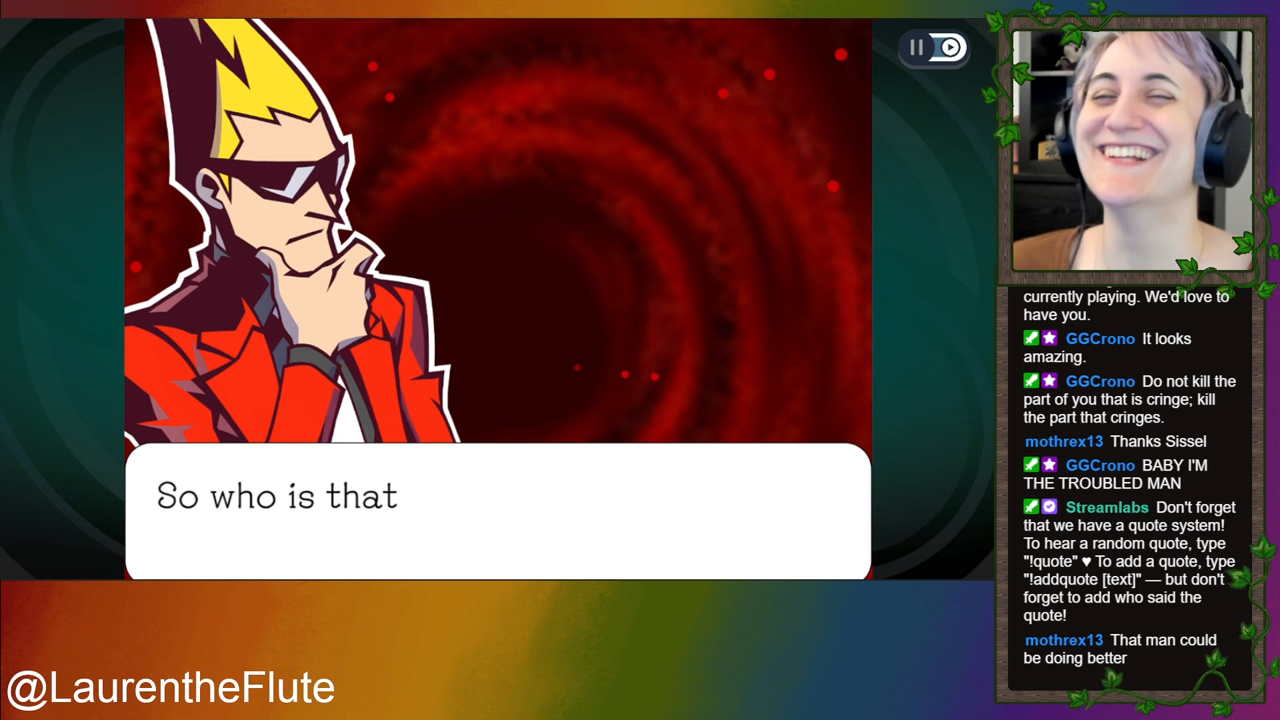 So who is that
@LaurentheFlute
currently playing. We'd love to
have you.
GGCrono It looks
amazing.
GGCrono Do not kill the
part of you that is cringe; kill
the part that cringes.
mothrex13 Thanks Sissel
GGCrono BABY I'M
THE TROUBLED MAN
Streamlabs Don't forget
that we have a quote system!
To hear a random quote, type
"!quote" ♥ To add a quote, type
"!addquote [text]" — but don't
forget to add who said the
quote!
mothrex13 That man could
be doing better